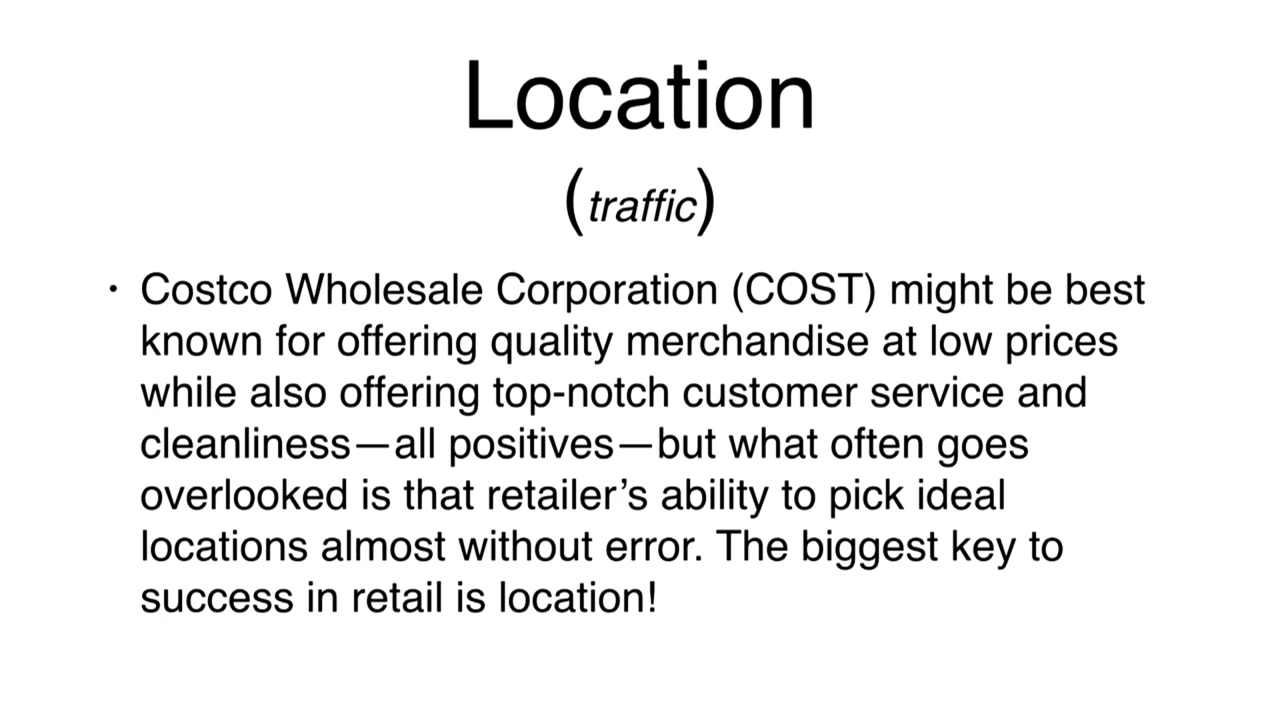 Location
(traffic)
• Costco Wholesale Corporation (COST) might be best
known for offering quality merchandise at low prices
while also offering top-notch customer service and
cleanliness—all positives—but what often goes
overlooked is that retailer’s ability to pick ideal
locations almost without error. The biggest key to
success in retail is location!